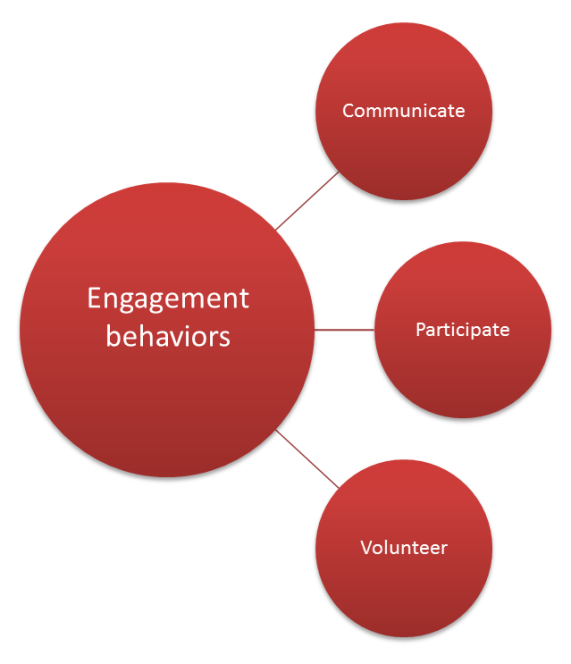 Communicate
Engagement
behaviors
Participate
Volunteer